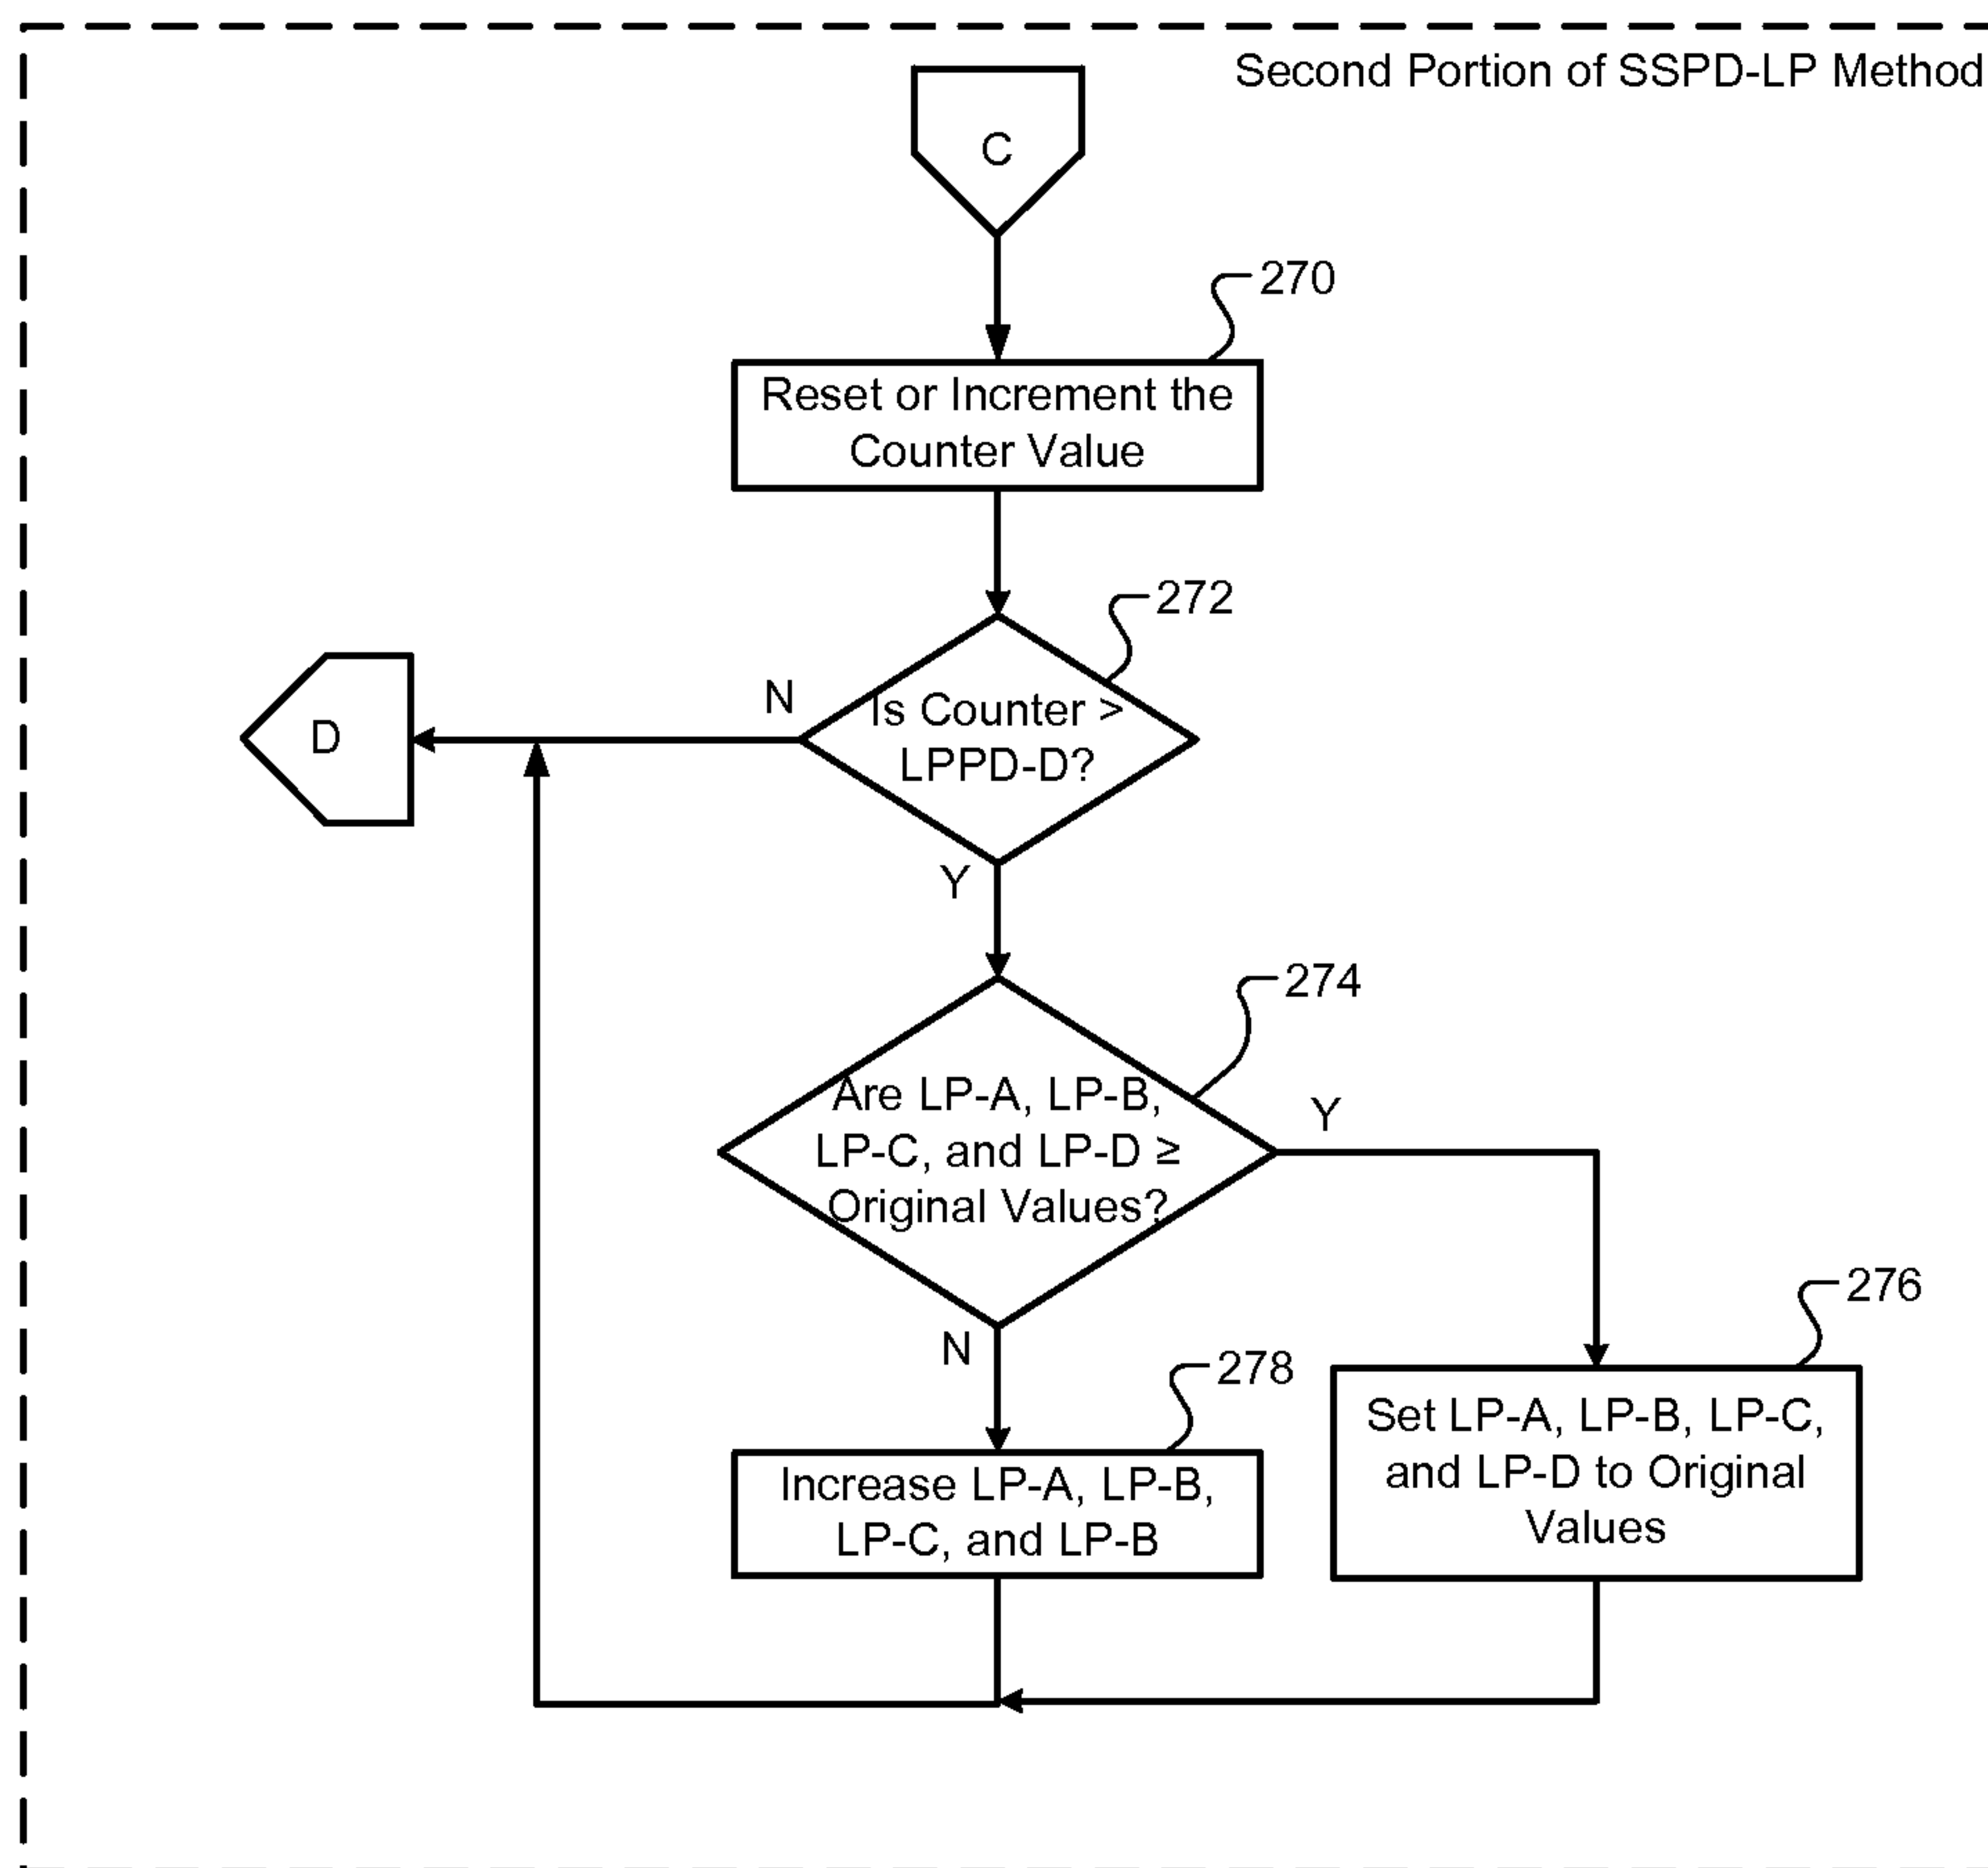 Second Portion of SSPD-LP Method
C
270
Reset or Increment the
Counter Value
272
N
Is Counter >
LPPD-D?
D
Y
274
Are LP-A, LP-B,
LP-C, and LP-D ≥
Original Values?
Y
276
N
278
Set LP-A, LP-B, LP-C,
and LP-D to Original
Values
Increase LP-A, LP-B,
LP-C, and LP-B